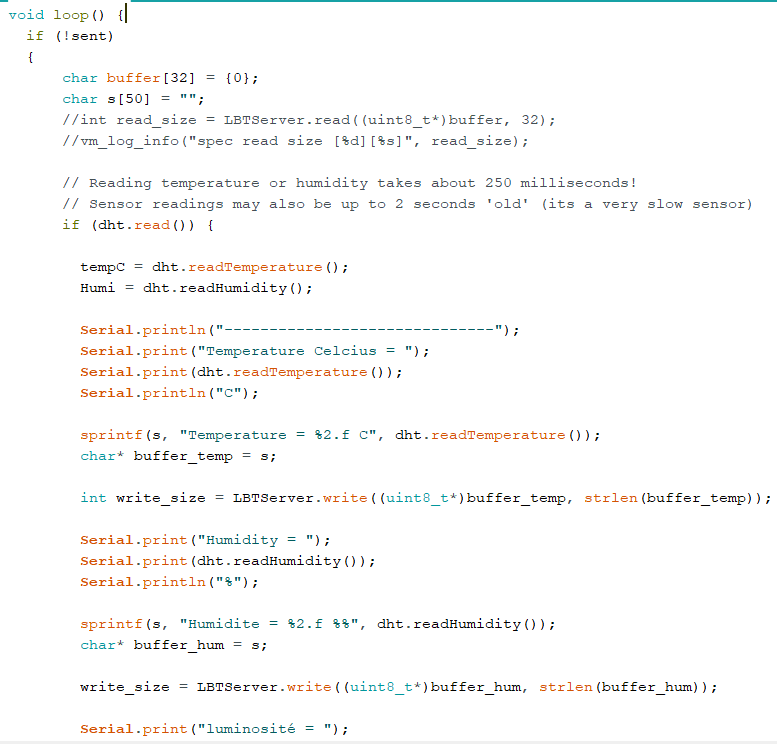 void loop() {
if (!sent)
{
char buffer[32] = {0};
char s[50] = "";
//int read_size = LBTServer.read((uint8_t*)buffer, 32);
//vm_log_info("spec read size [%d][%s]", read_size);
// Reading temperature or humidity takes about 250 milliseconds!
// Sensor readings may also be up to 2 seconds 'old' (its a very slow sensor)
if (dht.read()) {
tempC = dht.readTemperature();
Humi = dht.readHumidity();
Serial.println("------------------------------");
Serial.print("Temperature Celcius = ");
Serial.print(dht.readTemperature());
Serial.println("C");
sprintf(s, "Temperature = %2.f C", dht.readTemperature());
char* buffer_temp = s;
int write_size = LBTServer.write((uint8_t*)buffer_temp, strlen(buffer_temp));
Serial.print("Humidity = ");
Serial.print(dht.readHumidity());
Serial.println("%");
sprintf(s, "Humidite = %2.f %%", dht.readHumidity());
char* buffer_hum = s;
write_size = LBTServer.write((uint8_t*)buffer_hum, strlen(buffer_hum));
Serial.print("luminosité = ");